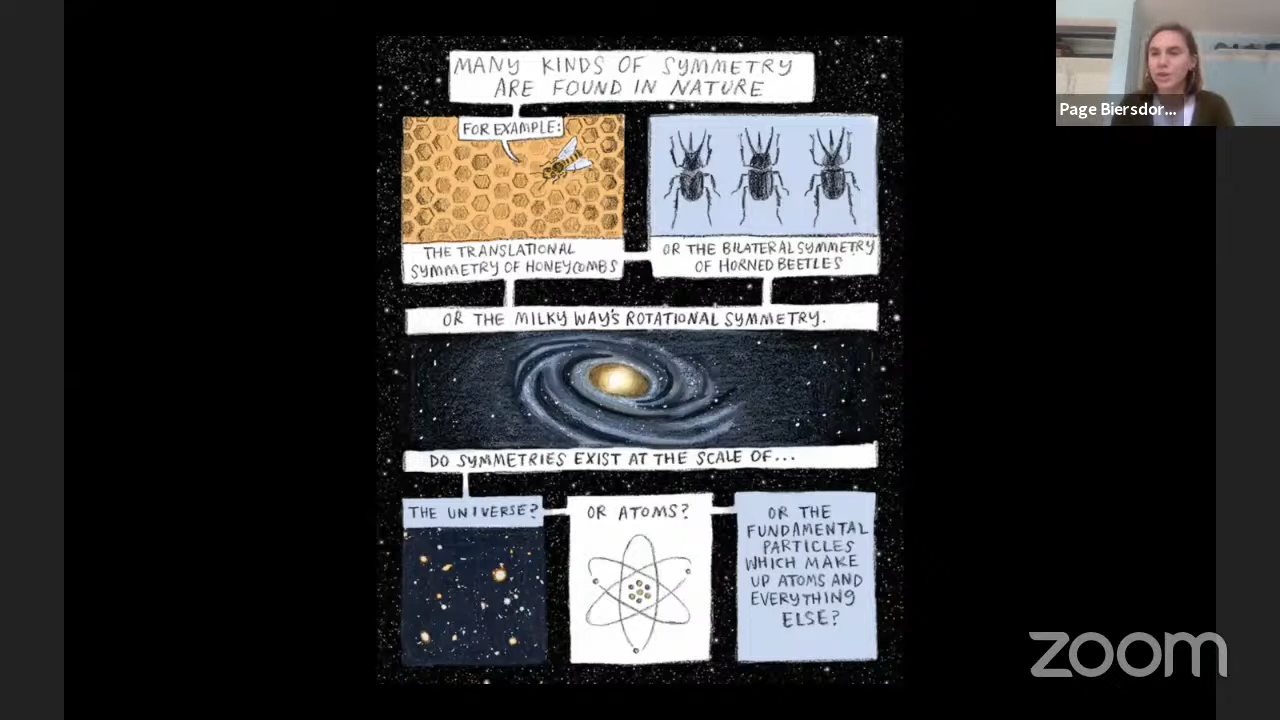 MANY KINDS OF SYMMETRY
ARE FOUND IN NATURE
FOR EXAMPLE:
THE TRANSLATIONAL
SYMMETRY OF HONEYCOMBS
OR THE BILATERAL SYMMETRY
OF HORNED BEETLES
OR THE MILKY WAY'S ROTATIONAL SYMMETRY.
DO SYMMETRIES EXIST AT THE SCALE OF...
THE UNIVERSE?
OR ATOMS?
OR THE
FUNDAMENTAL
PARTICLES
WHICH MAKE
UP ATOMS AND
EVERYTHING
ELSE?
Page Biersdor...
zoom